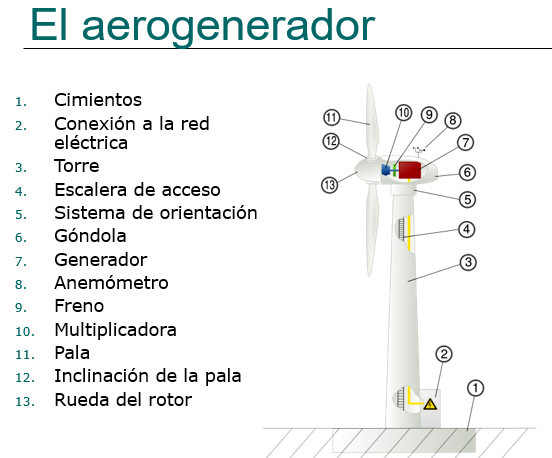 El aerogenerador
1. Cimientos
2. Conexión a la red
eléctrica
3. Torre
4. Escalera de acceso
5. Sistema de orientación
6. Góndola
7. Generador
8. Anemómetro
9. Freno
10. Multiplicadora
11. Pala
12. Inclinación de la pala
13. Rueda del rotor
10 9 8
11
12 7
13 6
5
4
3
2
1